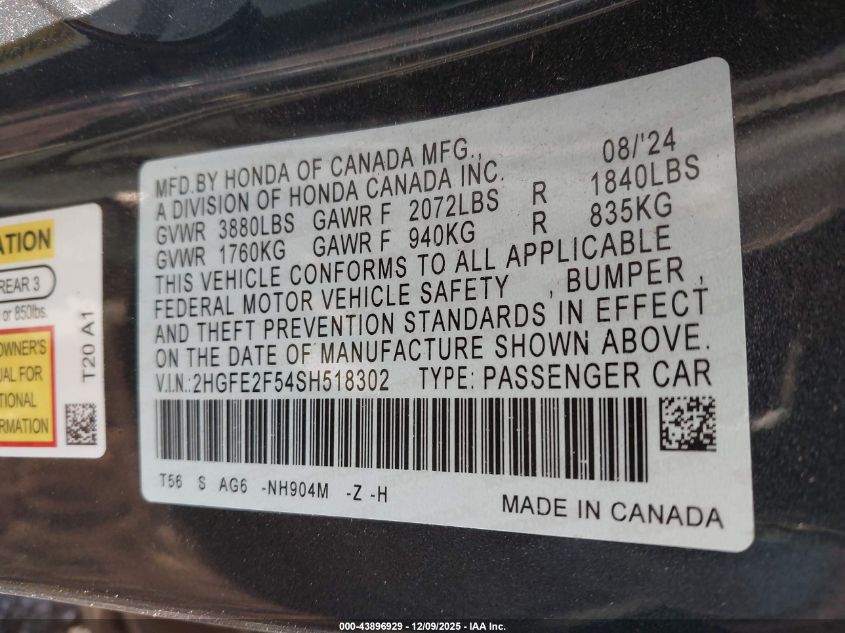 MFD.BY HONDA OF CANADA MFG., 08/'24
A DIVISION OF HONDA CANADA INC.
GVWR 3880LBS GAWR F 2072LBS R 1840LBS
GVWR 1760KG GAWR F 940KG R 835KG
THIS VEHICLE CONFORMS TO ALL APPLICABLE
FEDERAL MOTOR VEHICLE SAFETY , BUMPER ,
AND THEFT PREVENTION STANDARDS IN EFFECT
ON THE DATE OF MANUFACTURE SHOWN ABOVE.
V.I.N.:2HGFE2F54SH518302 TYPE: PASSENGER CAR
T56 S AG6 -NH904M -Z -H
MADE IN CANADA
ATION
REAR 3
or 850lbs.
OWNER'S
UAL FOR
TIONAL
RMATION
T20 A1
000-43896929 - 12/09/2025 - IAA Inc.